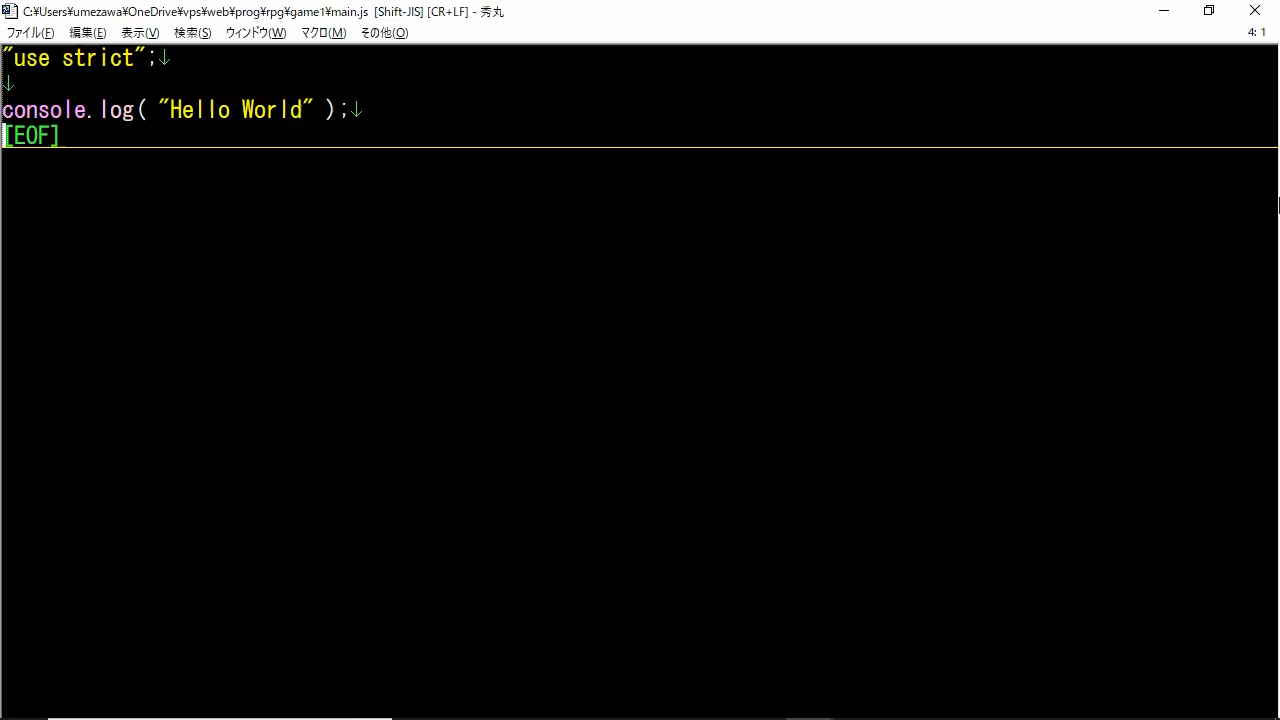 C:¥Users¥umezawa¥OneDrive¥vps¥web¥prog¥rpg¥game1¥main.js [Shift-JIS] [CR+LF] - 秀丸
ファイル(F) 編集(E) 表示(V) 検索(S) ウィンドウ(W) マクロ(M) その他(O) 4: 1
"use strict";↓
↓
console.log( "Hello World" );↓
[EOF]